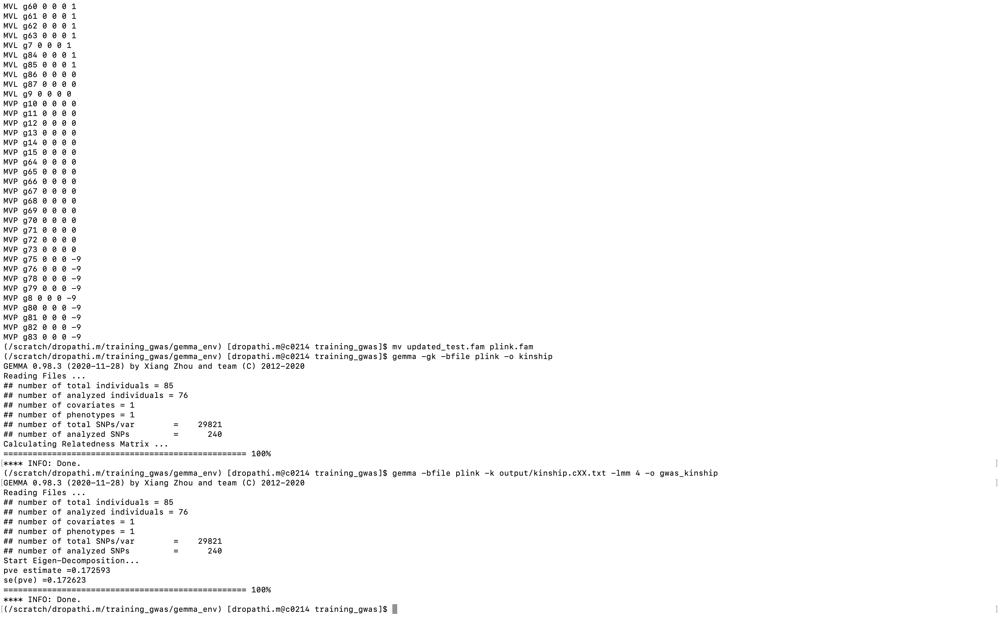 MVL g60 0 0 0 1
MVL g61 0 0 0 1
MVL g62 0 0 0 1
MVL g63 0 0 0 1
MVL g7 0 0 0 1
MVL g84 0 0 0 1
MVL g85 0 0 0 1
MVL g86 0 0 0 0
MVL g87 0 0 0 0
MVL g9 0 0 0 0
MVP g10 0 0 0 0
MVP g11 0 0 0 0
MVP g12 0 0 0 0
MVP g13 0 0 0 0
MVP g14 0 0 0 0
MVP g15 0 0 0 0
MVP g64 0 0 0 0
MVP g65 0 0 0 0
MVP g66 0 0 0 0
MVP g67 0 0 0 0
MVP g68 0 0 0 0
MVP g69 0 0 0 0
MVP g70 0 0 0 0
MVP g71 0 0 0 0
MVP g72 0 0 0 0
MVP g73 0 0 0 0
MVP g75 0 0 0 -9
MVP g76 0 0 0 -9
MVP g78 0 0 0 -9
MVP g79 0 0 0 -9
MVP g8 0 0 0 -9
MVP g80 0 0 0 -9
MVP g81 0 0 0 -9
MVP g82 0 0 0 -9
MVP g83 0 0 0 -9
(/scratch/dropathi.m/training_gwas/gemma_env) [dropathi.m@c0214 training_gwas]$ mv updated_test.fam plink.fam
(/scratch/dropathi.m/training_gwas/gemma_env) [dropathi.m@c0214 training_gwas]$ gemma -gk -bfile plink -o kinship
GEMMA 0.98.3 (2020-11-28) by Xiang Zhou and team (C) 2012-2020
Reading Files ...
## number of total individuals = 85
## number of analyzed individuals = 76
## number of covariates = 1
## number of phenotypes = 1
## number of total SNPs/var        =    29821
## number of analyzed SNPs         =      240
Calculating Relatedness Matrix ...
================================================== 100%
[**** INFO: Done. ]
(/scratch/dropathi.m/training_gwas/gemma_env) [dropathi.m@c0214 training_gwas]$ gemma -bfile plink -k output/kinship.cXX.txt -lmm 4 -o gwas_kinship
[GEMMA 0.98.3 (2020-11-28) by Xiang Zhou and team (C) 2012-2020 ]
Reading Files ...
## number of total individuals = 85
## number of analyzed individuals = 76
## number of covariates = 1
## number of phenotypes = 1
## number of total SNPs/var        =    29821
## number of analyzed SNPs         =      240
Start Eigen-Decomposition...
pve estimate =0.172593
se(pve) =0.172623
================================================== 100%
**** INFO: Done.
[(/scratch/dropathi.m/training_gwas/gemma_env) [dropathi.m@c0214 training_gwas]$ ]